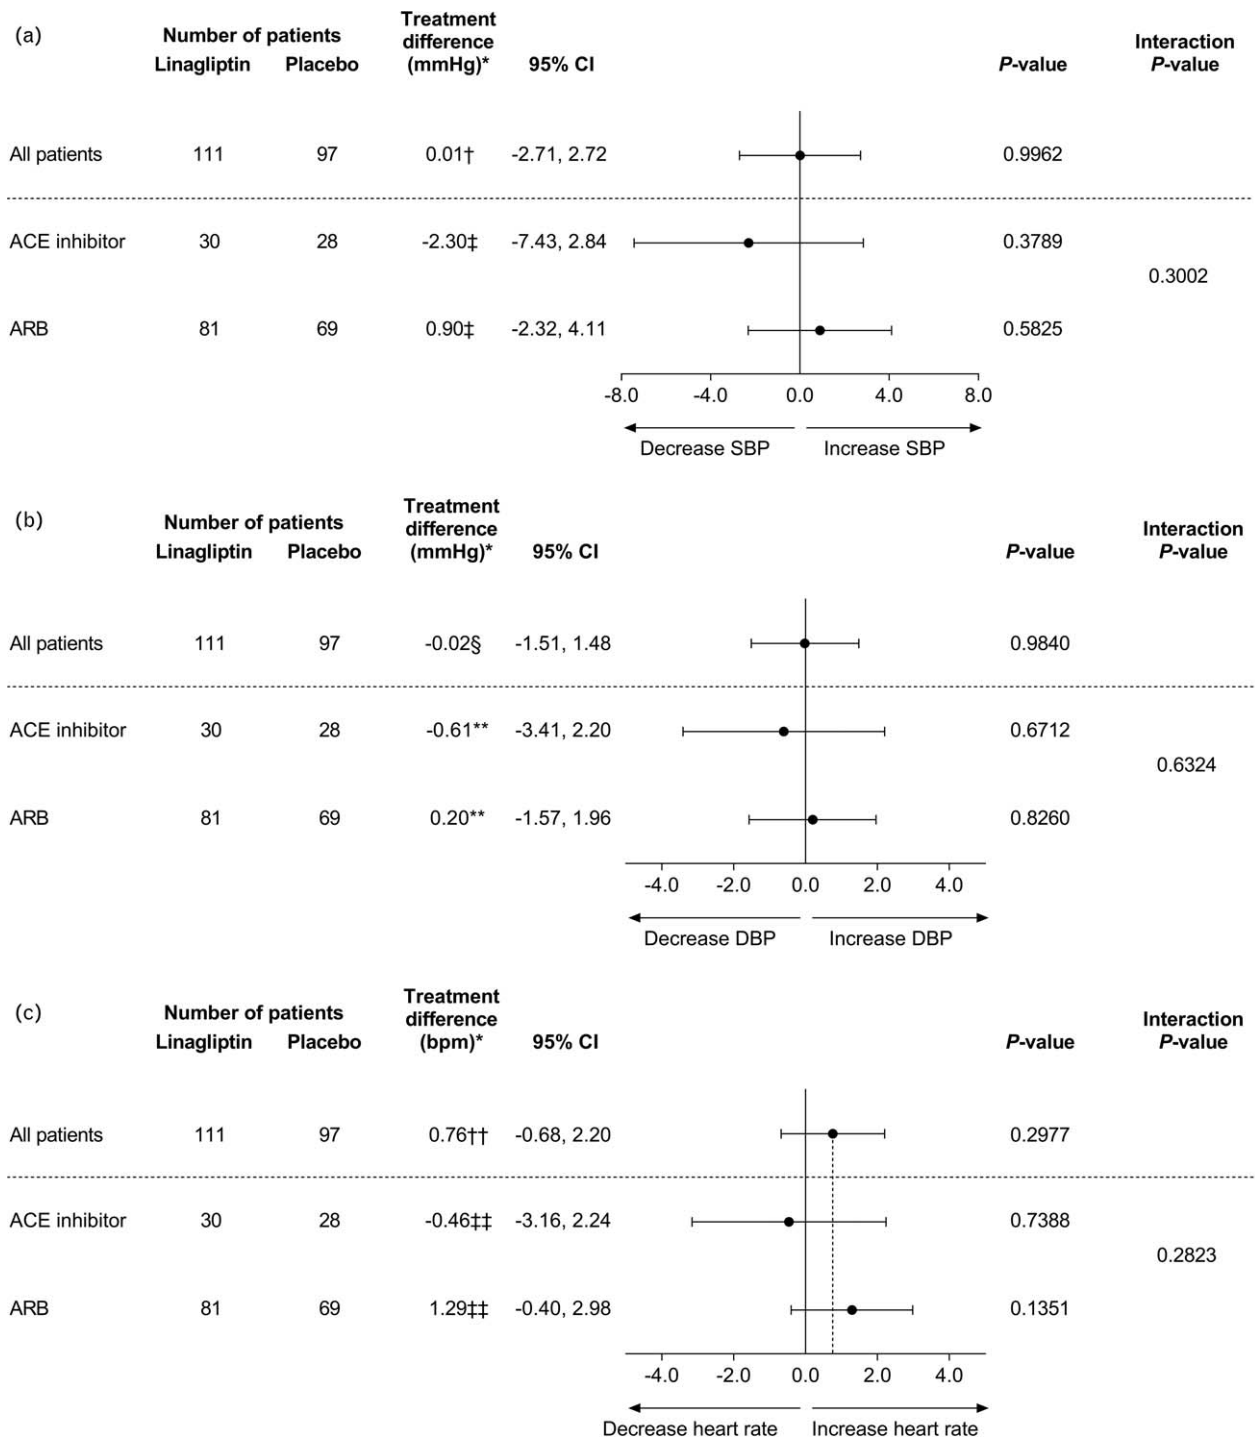 (a)
Number of patients
Treatment
difference
(mmHg)*
Linagliptin Placebo 95% CI P-value
Interaction
P-value
All patients 111 97 0.01† -2.71, 2.72 0.9962
ACE inhibitor 30 28 -2.30‡ -7.43, 2.84 0.3789
0.3002
ARB 81 69 0.90‡ -2.32, 4.11 0.5825
-8.0 -4.0 0.0 4.0 8.0
Decrease SBP Increase SBP
(b)
Number of patients
Treatment
difference
(mmHg)*
Linagliptin Placebo 95% CI P-value
Interaction
P-value
All patients 111 97 -0.02§ -1.51, 1.48 0.9840
ACE inhibitor 30 28 -0.61** -3.41, 2.20 0.6712
0.6324
ARB 81 69 0.20** -1.57, 1.96 0.8260
-4.0 -2.0 0.0 2.0 4.0
Decrease DBP Increase DBP
(c)
Number of patients
Treatment
difference
(bpm)*
Linagliptin Placebo 95% CI P-value
Interaction
P-value
All patients 111 97 0.76†† -0.68, 2.20 0.2977
ACE inhibitor 30 28 -0.46‡‡ -3.16, 2.24 0.7388
0.2823
ARB 81 69 1.29‡‡ -0.40, 2.98 0.1351
-4.0 -2.0 0.0 2.0 4.0
Decrease heart rate Increase heart rate